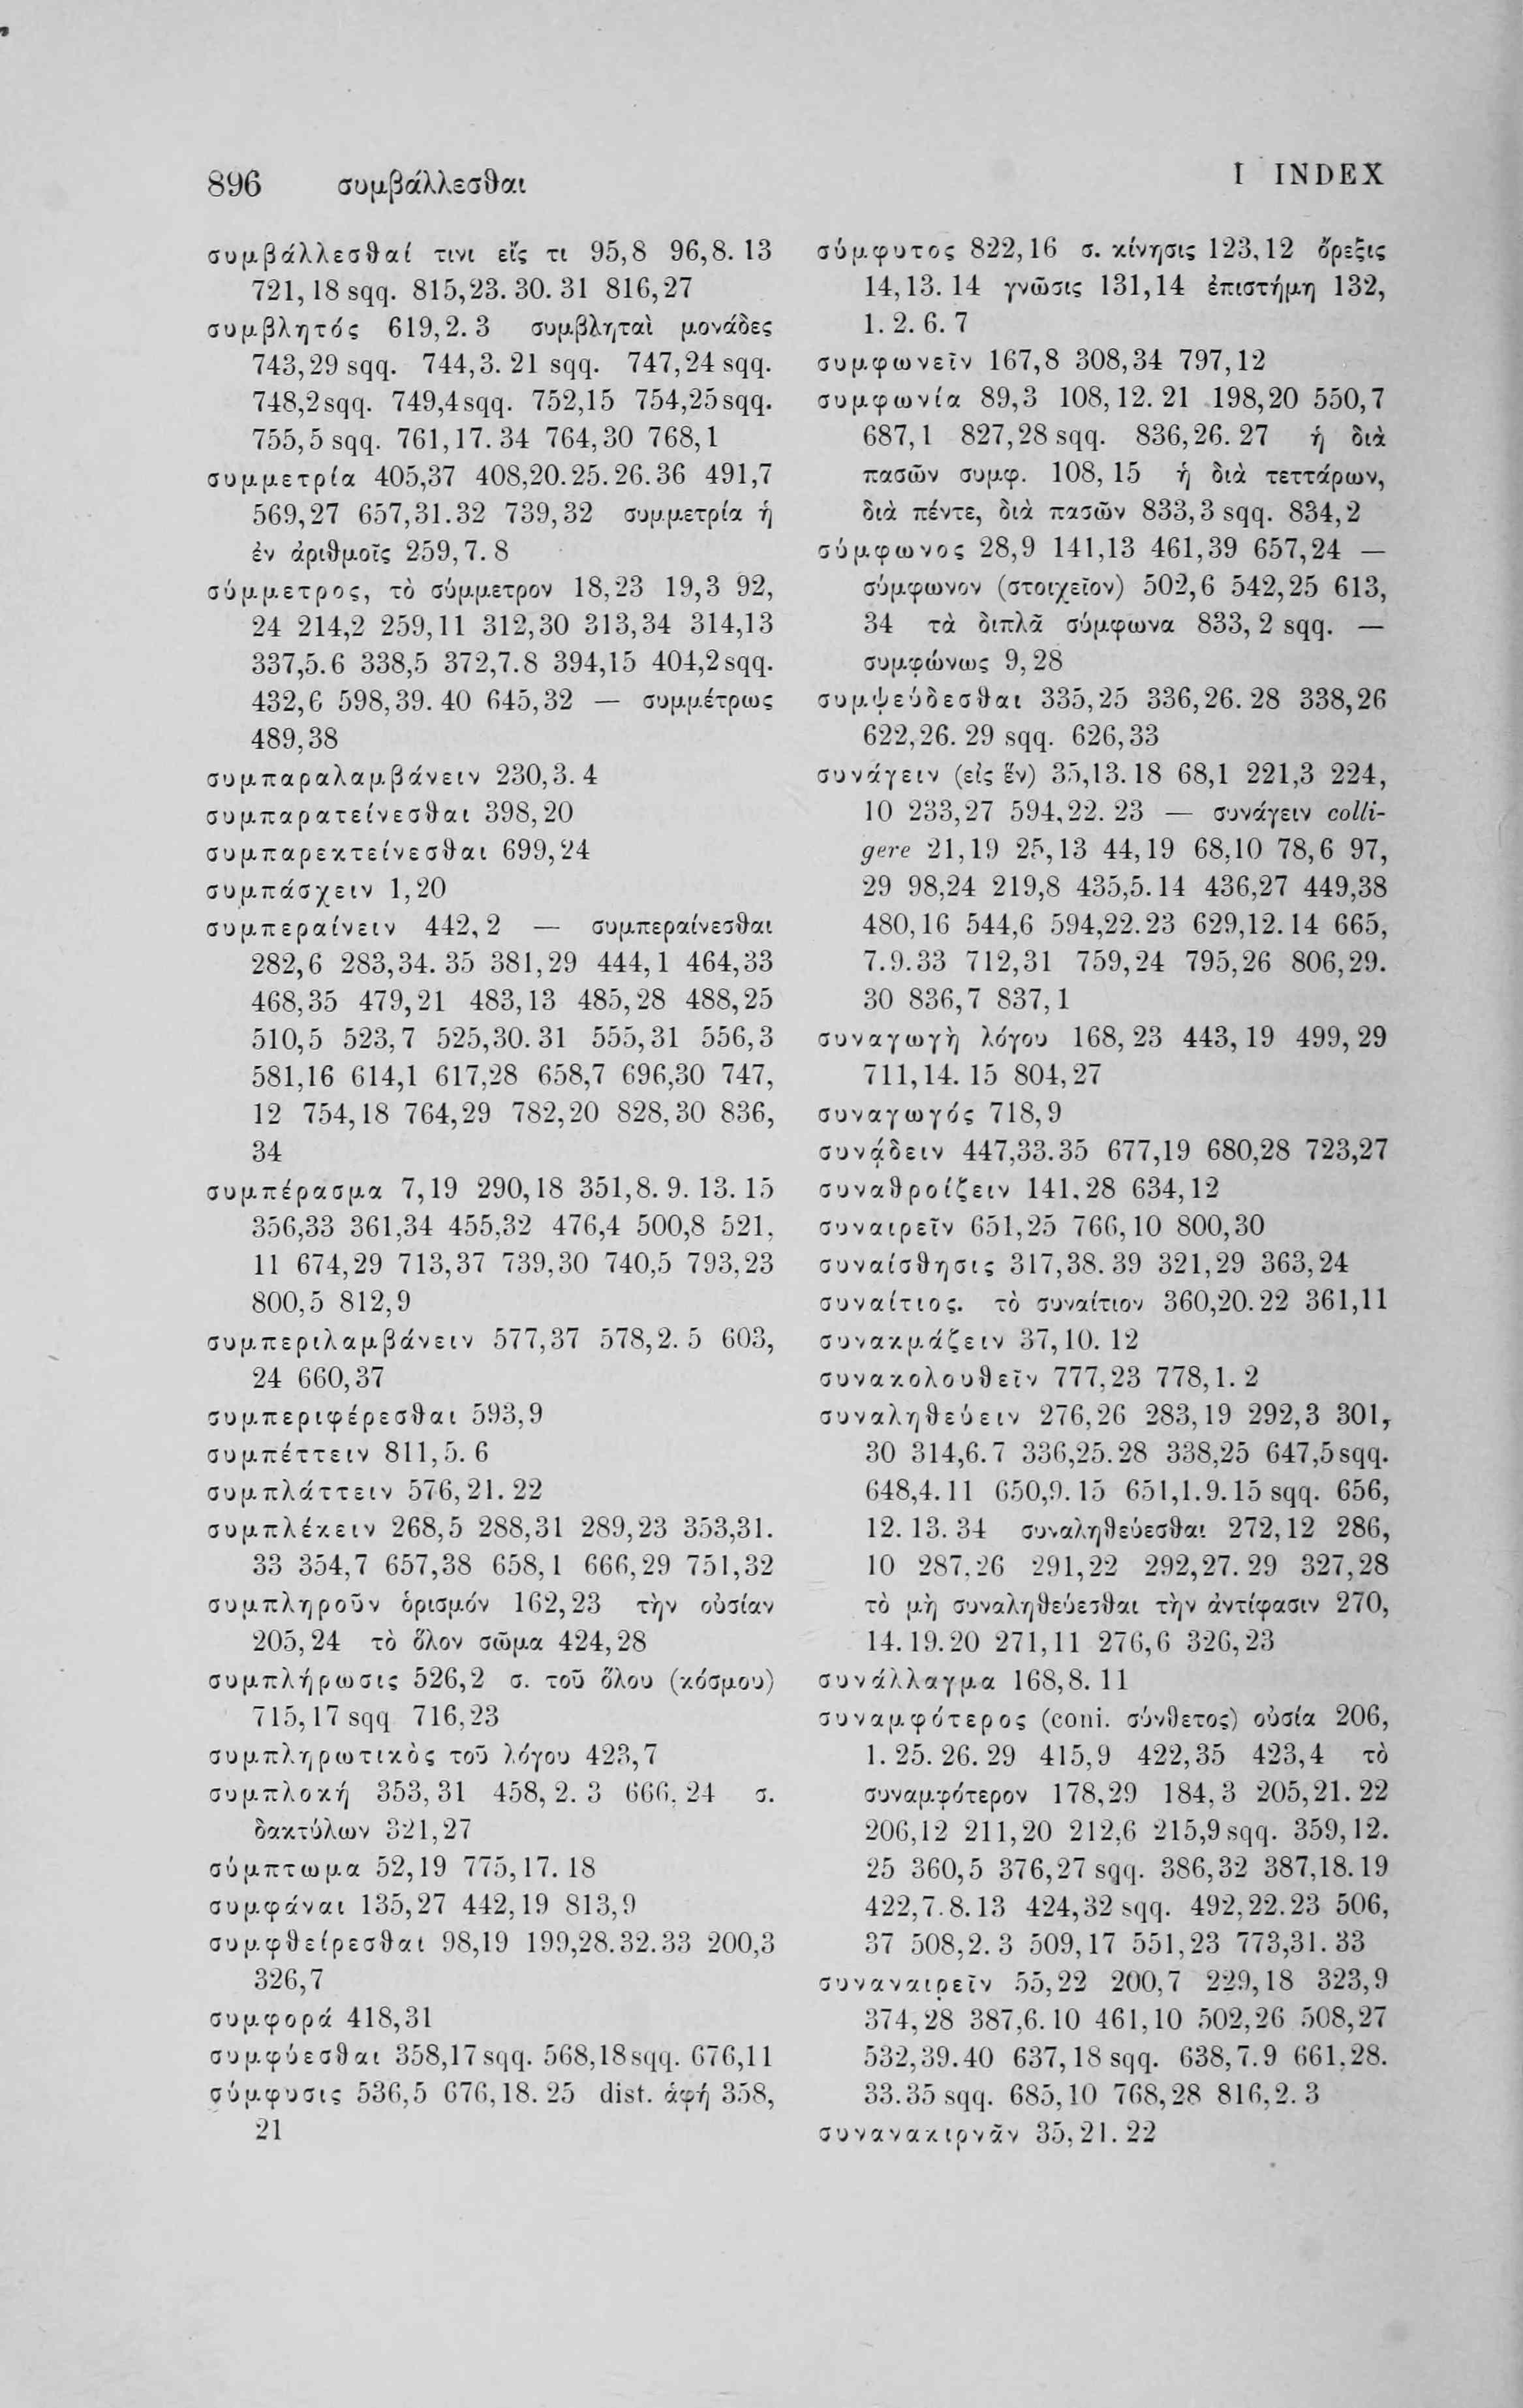 896 συμβάλλεσθαι
I INDEX
συμβάλλεσθαί τινι εἴς τι 95,8 96,8. 13
721, 18 sqq. 815,23. 30. 31 816,27
συμβλητός 619,2. 3 συμβληταὶ μονάδες
743,29 sqq. 744,3. 21 sqq. 747,24 sqq.
748,2sqq. 749,4sqq. 752,15 754,25sqq.
755,5 sqq. 761,17. 34 764,30 768,1
συμμετρία 405,37 408,20.25.26.36 491,7
569,27 657,31.32 739,32 συμμετρία ἡ
ἐν ἀριθμοῖς 259,7. 8
σύμμετρος, τὸ σύμμετρον 18,23 19,3 92,
24 214,2 259,11 312,30 313,34 314,13
337,5.6 338,5 372,7.8 394,15 404,2sqq.
432,6 598,39. 40 645,32 — συμμέτρως
489,38
συμπαραλαμβάνειν 230,3. 4
συμπαρατείνεσθαι 398,20
συμπαρεκτείνεσθαι 699,24
συμπάσχειν 1,20
συμπεραίνειν 442,2 — συμπεραίνεσθαι
282,6 283,34. 35 381,29 444,1 464,33
468,35 479,21 483,13 485,28 488,25
510,5 523,7 525,30. 31 555,31 556,3
581,16 614,1 617,28 658,7 696,30 747,
12 754,18 764,29 782,20 828,30 836,
34
συμπέρασμα 7,19 290,18 351,8. 9. 13. 15
356,33 361,34 455,32 476,4 500,8 521,
11 674,29 713,37 739,30 740,5 793,23
800,5 812,9
συμπεριλαμβάνειν 577,37 578,2. 5 603,
24 660,37
συμπεριφέρεσθαι 593,9
συμπέττειν 811,5. 6
συμπλάττειν 576,21. 22
συμπλέκειν 268,5 288,31 289,23 353,31.
33 354,7 657,38 658,1 666,29 751,32
συμπληροῦν ὁρισμόν 162,23 τὴν οὐσίαν
205,24 τὸ ὅλον σῶμα 424,28
συμπλήρωσις 526,2 σ. τοῦ ὅλου (κόσμου)
715,17 sqq 716,23
συμπληρωτικὸς τοῦ λόγου 423,7
συμπλοκή 353,31 458,2. 3 666,24 σ.
δακτύλων 321,27
σύμπτωμα 52,19 775,17. 18
συμφάναι 135,27 442,19 813,9
συμφθείρεσθαι 98,19 199,28.32.33 200,3
326,7
συμφορά 418,31
συμφύεσθαι 358,17sqq. 568,18sqq. 676,11
σύμφυσις 536,5 676,18. 25 dist. ἁφή 358,
21
σύμφυτος 822,16 σ. κίνησις 123,12 ὄρεξις
14,13. 14 γνῶσις 131,14 ἐπιστήμη 132,
1. 2. 6. 7
συμφωνεῖν 167,8 308,34 797,12
συμφωνία 89,3 108,12. 21 198,20 550,7
687,1 827,28 sqq. 836,26. 27 ἡ διὰ
πασῶν συμφ. 108, 15 ἡ διὰ τεττάρων,
διὰ πέντε, διὰ πασῶν 833,3 sqq. 834,2
σύμφωνος 28,9 141,13 461,39 657,24 —
σύμφωνον (στοιχεῖον) 502,6 542,25 613,
34 τὰ διπλᾶ σύμφωνα 833, 2 sqq. —
συμφώνως 9,28
συμψεύδεσθαι 335,25 336,26. 28 338,26
622,26. 29 sqq. 626,33
συνάγειν (εἰς ἕν) 35,13.18 68,1 221,3 224,
10 233,27 594,22. 23 — συνάγειν colli-
gere 21,19 25,13 44,19 68,10 78,6 97,
29 98,24 219,8 435,5.14 436,27 449,38
480,16 544,6 594,22.23 629,12.14 665,
7.9.33 712,31 759,24 795,26 806,29.
30 836,7 837,1
συναγωγὴ λόγου 168,23 443,19 499,29
711,14. 15 804,27
συναγωγός 718,9
συνᾴδειν 447,33.35 677,19 680,28 723,27
συναθροίζειν 141,28 634,12
συναιρεῖν 651,25 766,10 800,30
συναίσθησις 317,38. 39 321,29 363,24
συναίτιος. τὸ συναίτιον 360,20.22 361,11
συνακμάζειν 37,10. 12
συνακολουθεῖν 777,23 778,1. 2
συναληθεύειν 276,26 283,19 292,3 301,
30 314,6.7 336,25.28 338,25 647,5sqq.
648,4.11 650,9.15 651,1.9.15 sqq. 656,
12. 13. 34 συναληθεύεσθαι 272,12 286,
10 287,26 291,22 292,27. 29 327,28
τὸ μὴ συναληθεύεσθαι τὴν ἀντίφασιν 270,
14.19.20 271,11 276,6 326,23
συνάλλαγμα 168,8. 11
συναμφότερος (coni. σύνθετος) οὐσία 206,
1. 25. 26. 29 415,9 422,35 423,4 τὸ
συναμφότερον 178,29 184,3 205,21. 22
206,12 211,20 212,6 215,9sqq. 359,12.
25 360,5 376,27 sqq. 386,32 387,18.19
422,7.8.13 424,32 sqq. 492,22.23 506,
37 508,2. 3 509,17 551,23 773,31. 33
συναναιρεῖν 55,22 200,7 229,18 323,9
374,28 387,6.10 461,10 502,26 508,27
532,39.40 637,18 sqq. 638,7.9 661,28.
33.35 sqq. 685,10 768,28 816,2. 3
συνανακιρνᾶν 35,21. 22